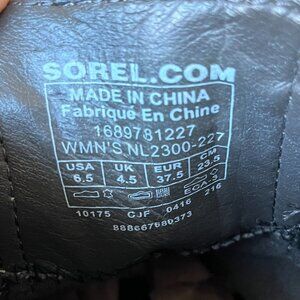 SOREL.COM
MADE IN CHINA
Fabriqué En Chine
1689781227
WMN'S NL2300-227
USA UK EUR CM
6.5 4.5 37.5 23.5
10175 CJF 0416 216
888667680373